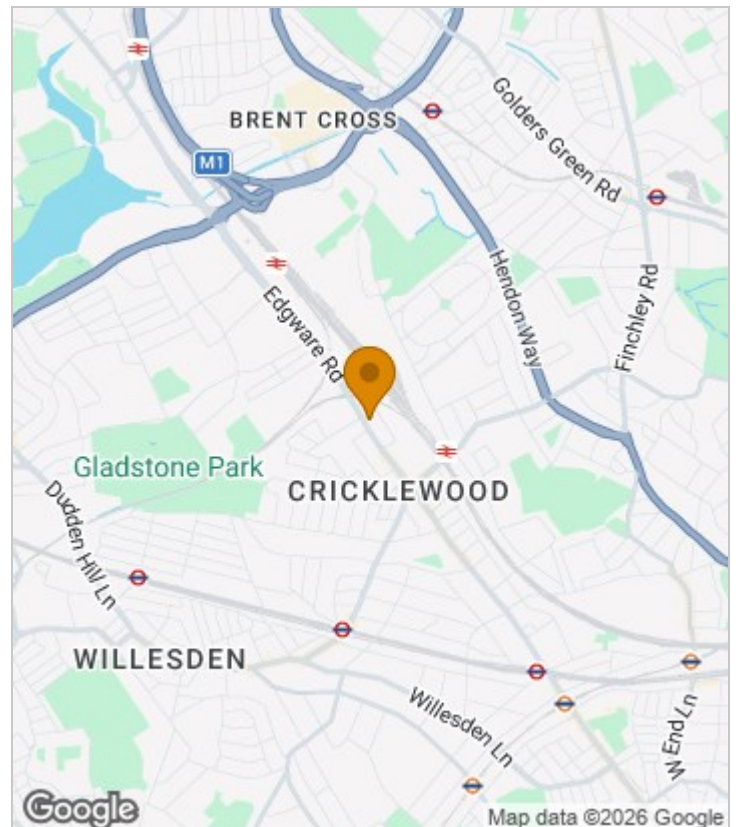 BRENT CROSS
Golders Green Rd
M1
Hendon Way
Finchley Rd
Edgware Rd
Gladstone Park
CRICKLEWOOD
Dudden Hill Ln
WILLESDEN
Willesden Ln
W End Ln
Google
Map data ©2026 Google